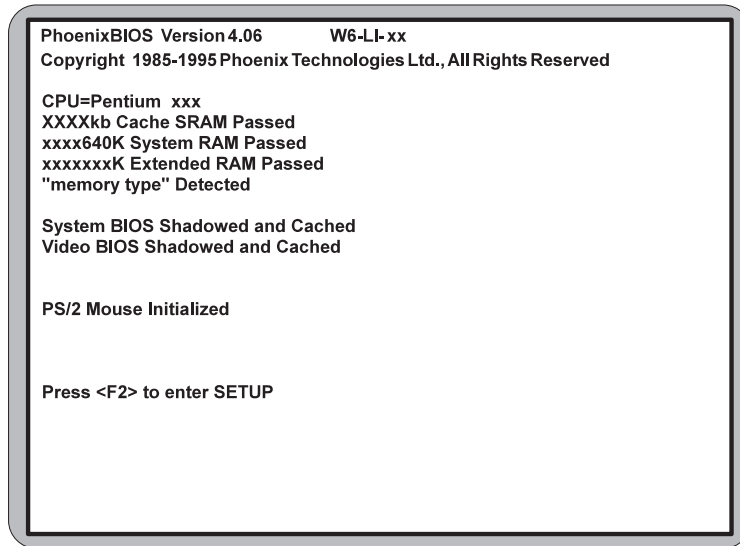 PhoenixBIOS Version 4.06 W6-LI-xx
Copyright 1985-1995 Phoenix Technologies Ltd., All Rights Reserved
CPU=Pentium xxx
XXXXkb Cache SRAM Passed
xxxx640K System RAM Passed
xxxxxxxK Extended RAM Passed
"memory type" Detected
System BIOS Shadowed and Cached
Video BIOS Shadowed and Cached
PS/2 Mouse Initialized
Press <F2> to enter SETUP